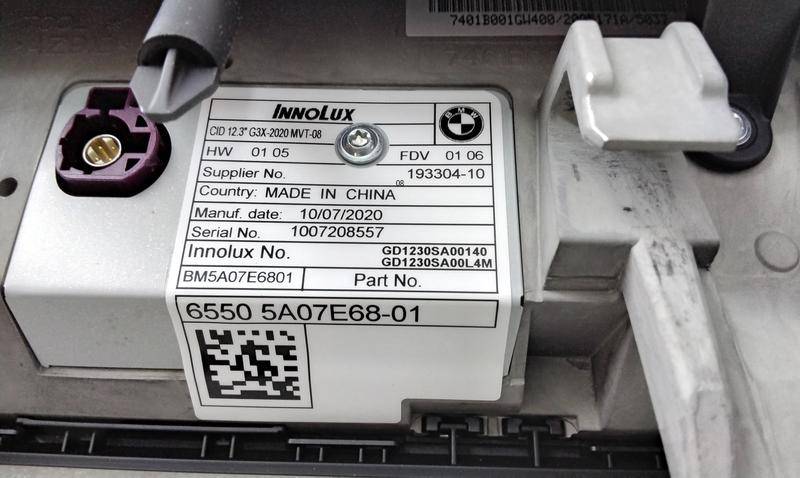 7401B001GW400/
INNOLUX
BMW
CID 12.3" G3X-2020 MVT-08
HW 01 05 FDV 01 06
Supplier No. 193304-10
08
Country: MADE IN CHINA
Manuf. date: 10/07/2020
Serial No. 1007208557
Innolux No. GD1230SA00140
GD1230SA00L4M
BM5A07E6801 Part No.
6550 5A07E68-01